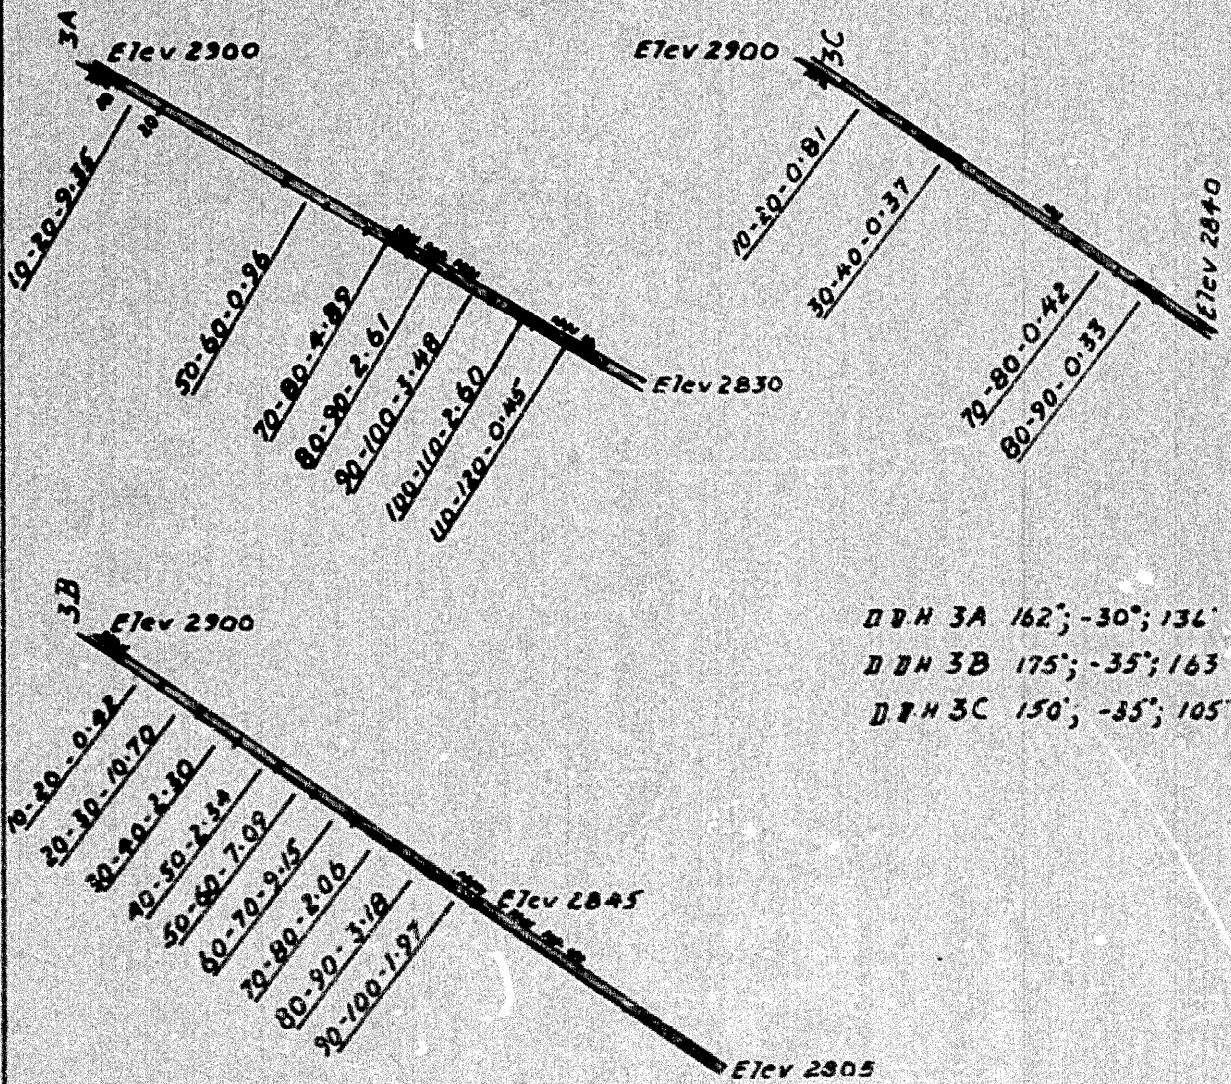 3A
Elev 2900
10-20-9.35
50-60-0.96
70-80-4.89
80-90-2.61
90-100-3.48
100-110-2.60
110-120-0.45
Elev 2830
Elev 2900
3C
10-20-0.81
30-40-0.37
70-80-0.42
80-90-0.33
Elev 2840
3B
Elev 2900
10-20-0.42
20-30-10.70
30-40-2.30
40-50-2.34
50-60-7.09
60-70-9.15
70-80-2.06
80-90-3.18
90-100-1.97
Elev 2845
Elev 2805
DDH 3A 162°; -30°; 136'
DDH 3B 175°; -35°; 163
DDH 3C 150°; -35°; 105'